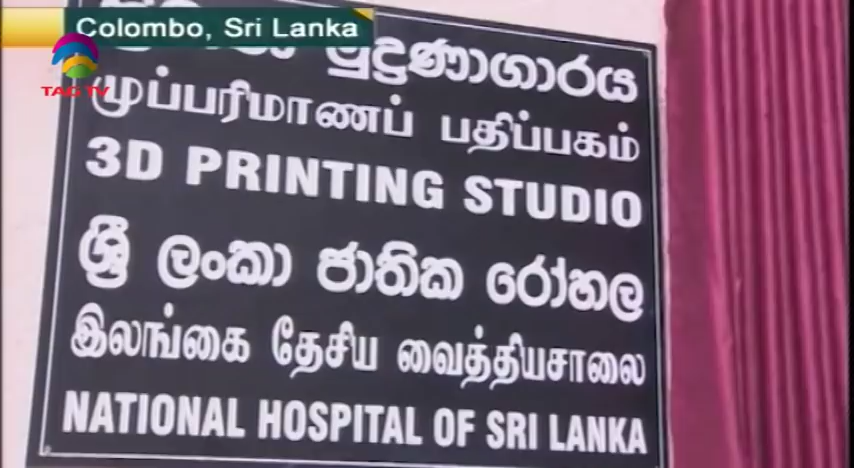 Colombo, Sri Lanka
TAG TV
මුද්‍රණාගාරය
முப்பரிமாணப் பதிப்பகம்
3D PRINTING STUDIO
ශ්‍රී ලංකා ජාතික රෝහල
இலங்கை தேசிய வைத்தியசாலை
NATIONAL HOSPITAL OF SRI LANKA